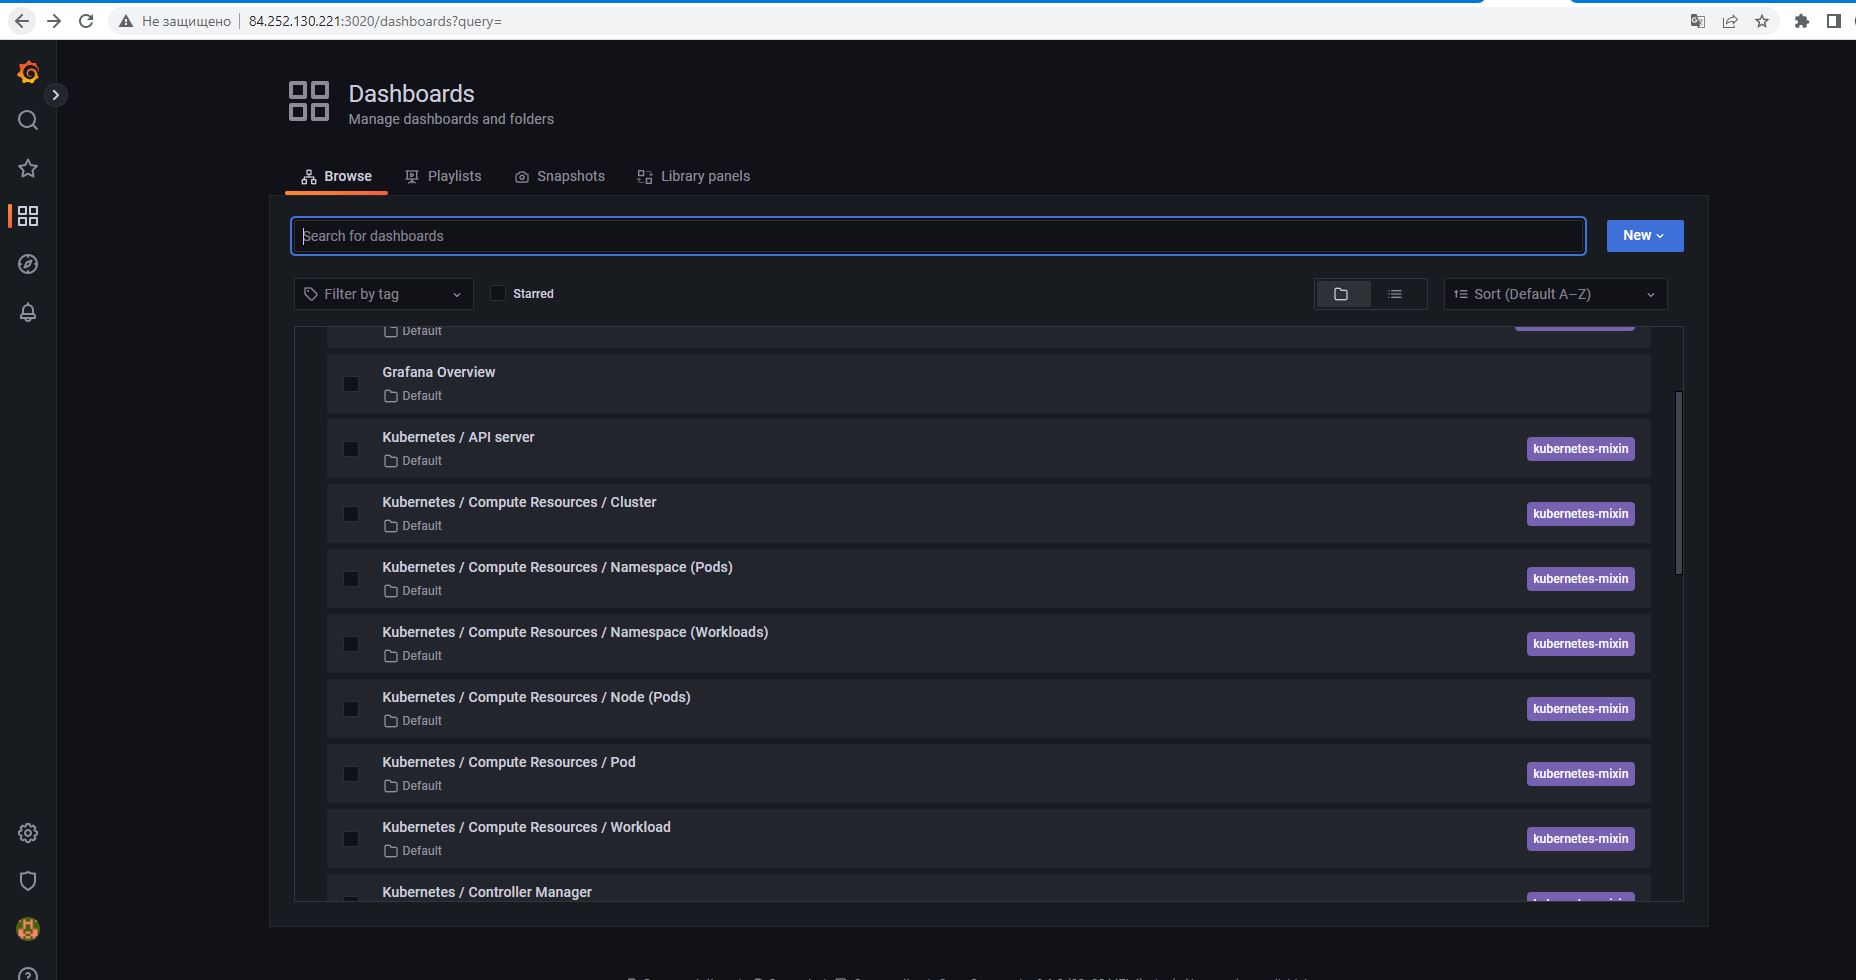 Не защищено 84.252.130.221:3020/dashboards?query=
Dashboards
Manage dashboards and folders
Browse Playlists Snapshots Library panels
Search for dashboards New
Filter by tag Starred Sort (Default A–Z)
Default
Grafana Overview
Default
Kubernetes / API server
Default kubernetes-mixin
Kubernetes / Compute Resources / Cluster
Default kubernetes-mixin
Kubernetes / Compute Resources / Namespace (Pods)
Default kubernetes-mixin
Kubernetes / Compute Resources / Namespace (Workloads)
Default kubernetes-mixin
Kubernetes / Compute Resources / Node (Pods)
Default kubernetes-mixin
Kubernetes / Compute Resources / Pod
Default kubernetes-mixin
Kubernetes / Compute Resources / Workload
Default kubernetes-mixin
Kubernetes / Controller Manager